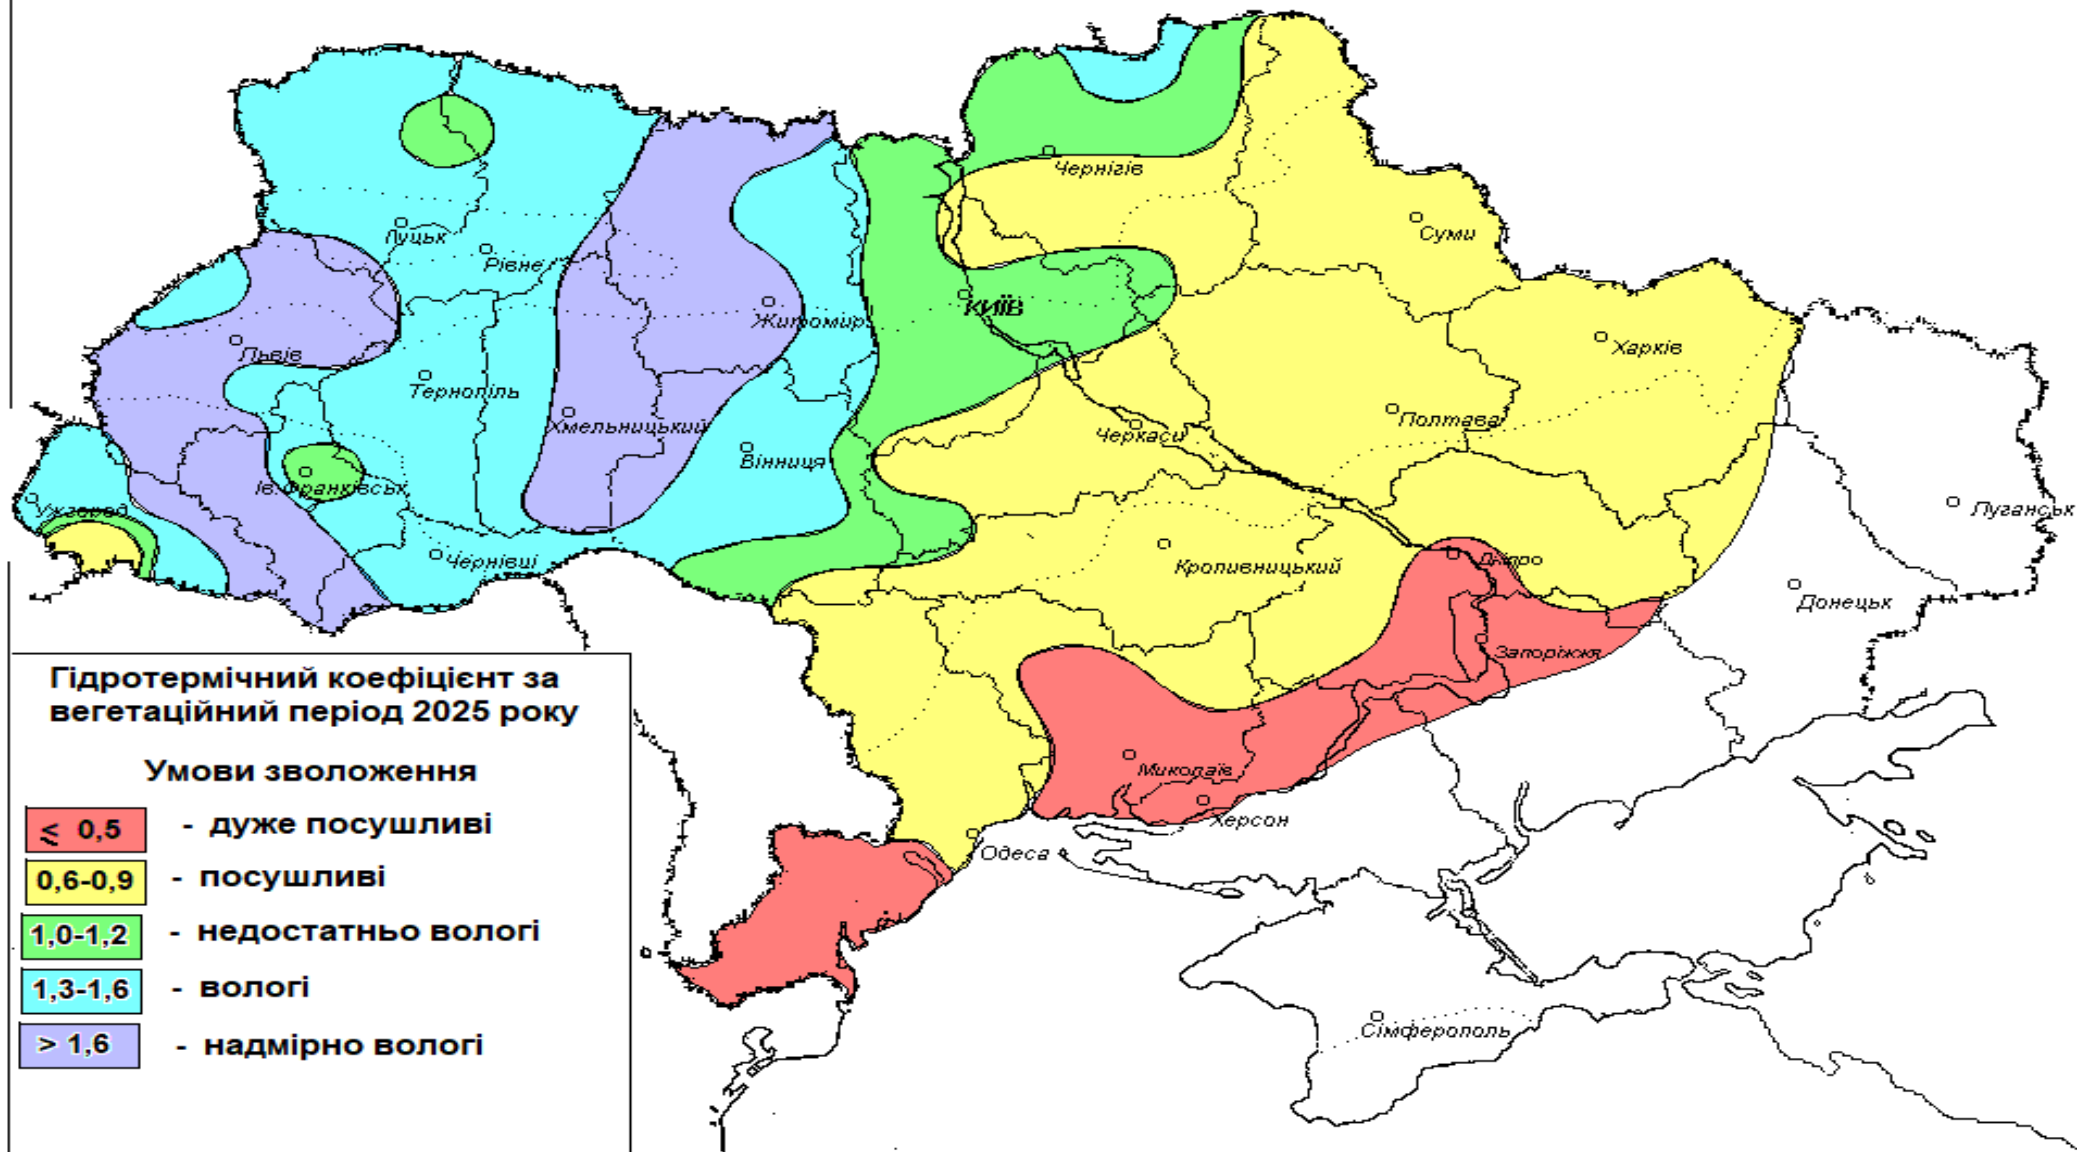 Чернігів
Суми
Луцьк
Рівне
Житомир
КИЇВ
Харків
Львів
Тернопіль
Хмельницький
Вінниця
Черкаси
Полтава
Ів.Франківськ
Ужгород
Чернівці
Кропивницький
Дніпро
Луганськ
Донецьк
Запоріжжя
Миколаїв
Херсон
Одеса
Сімферополь
Гідротермічний коефіцієнт за
вегетаційний період 2025 року
Умови зволоження
≤ 0,5 - дуже посушливі
0,6-0,9 - посушливі
1,0-1,2 - недостатньо вологі
1,3-1,6 - вологі
> 1,6 - надмірно вологі